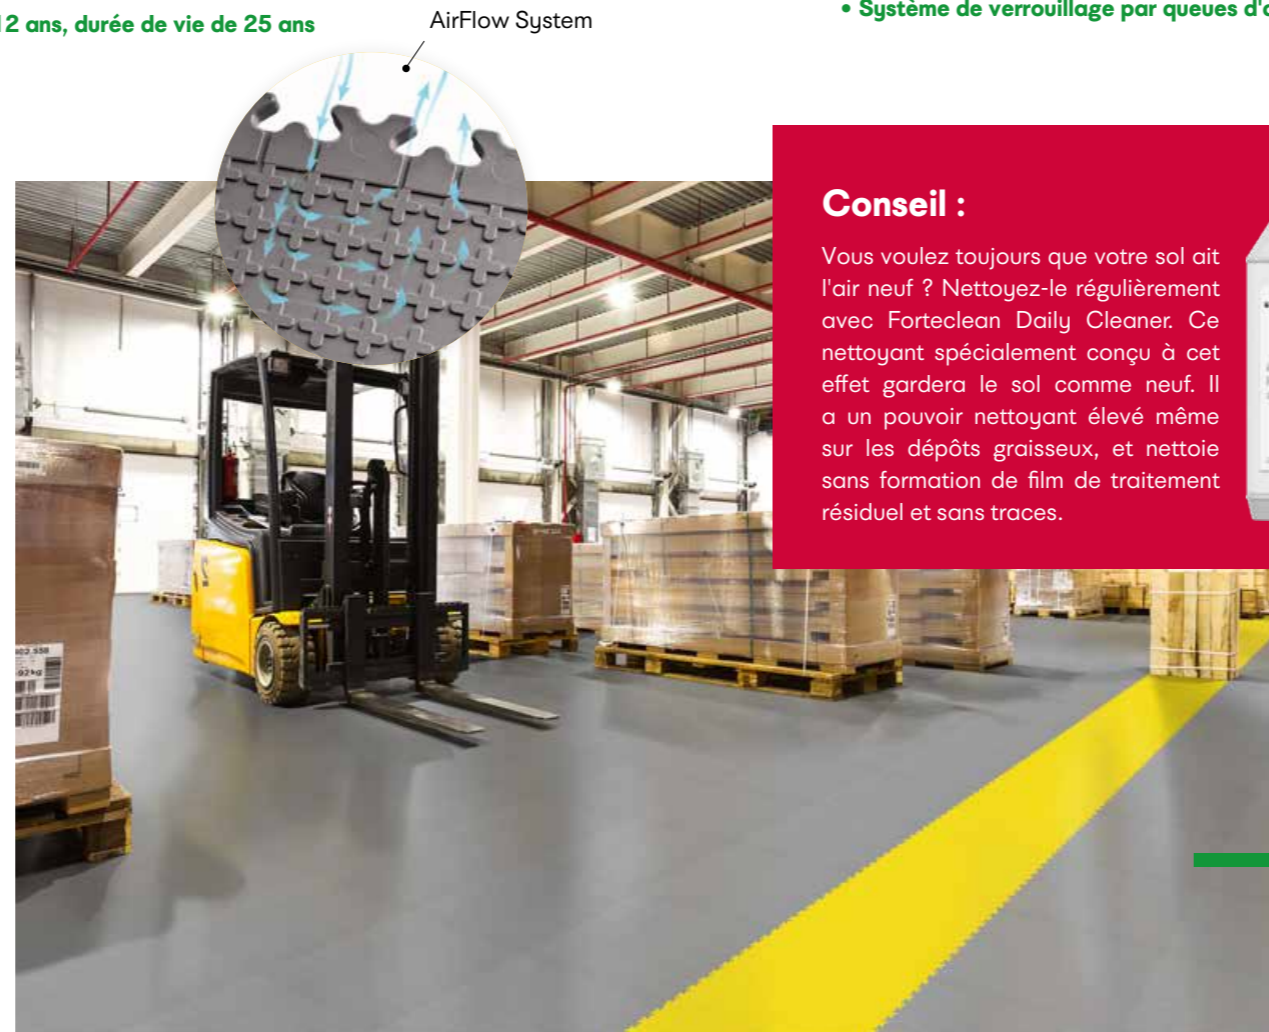 12 ans, durée de vie de 25 ans
AirFlow System
• Système de verrouillage par queues
Conseil :
Vous voulez toujours que votre sol ait
l'air neuf ? Nettoyez-le régulièrement
avec Forteclean Daily Cleaner. Ce
nettoyant spécialement conçu à cet
effet gardera le sol comme neuf. Il
a un pouvoir nettoyant élevé même
sur les dépôts graisseux, et nettoie
sans formation de film de traitement
résiduel et sans traces.